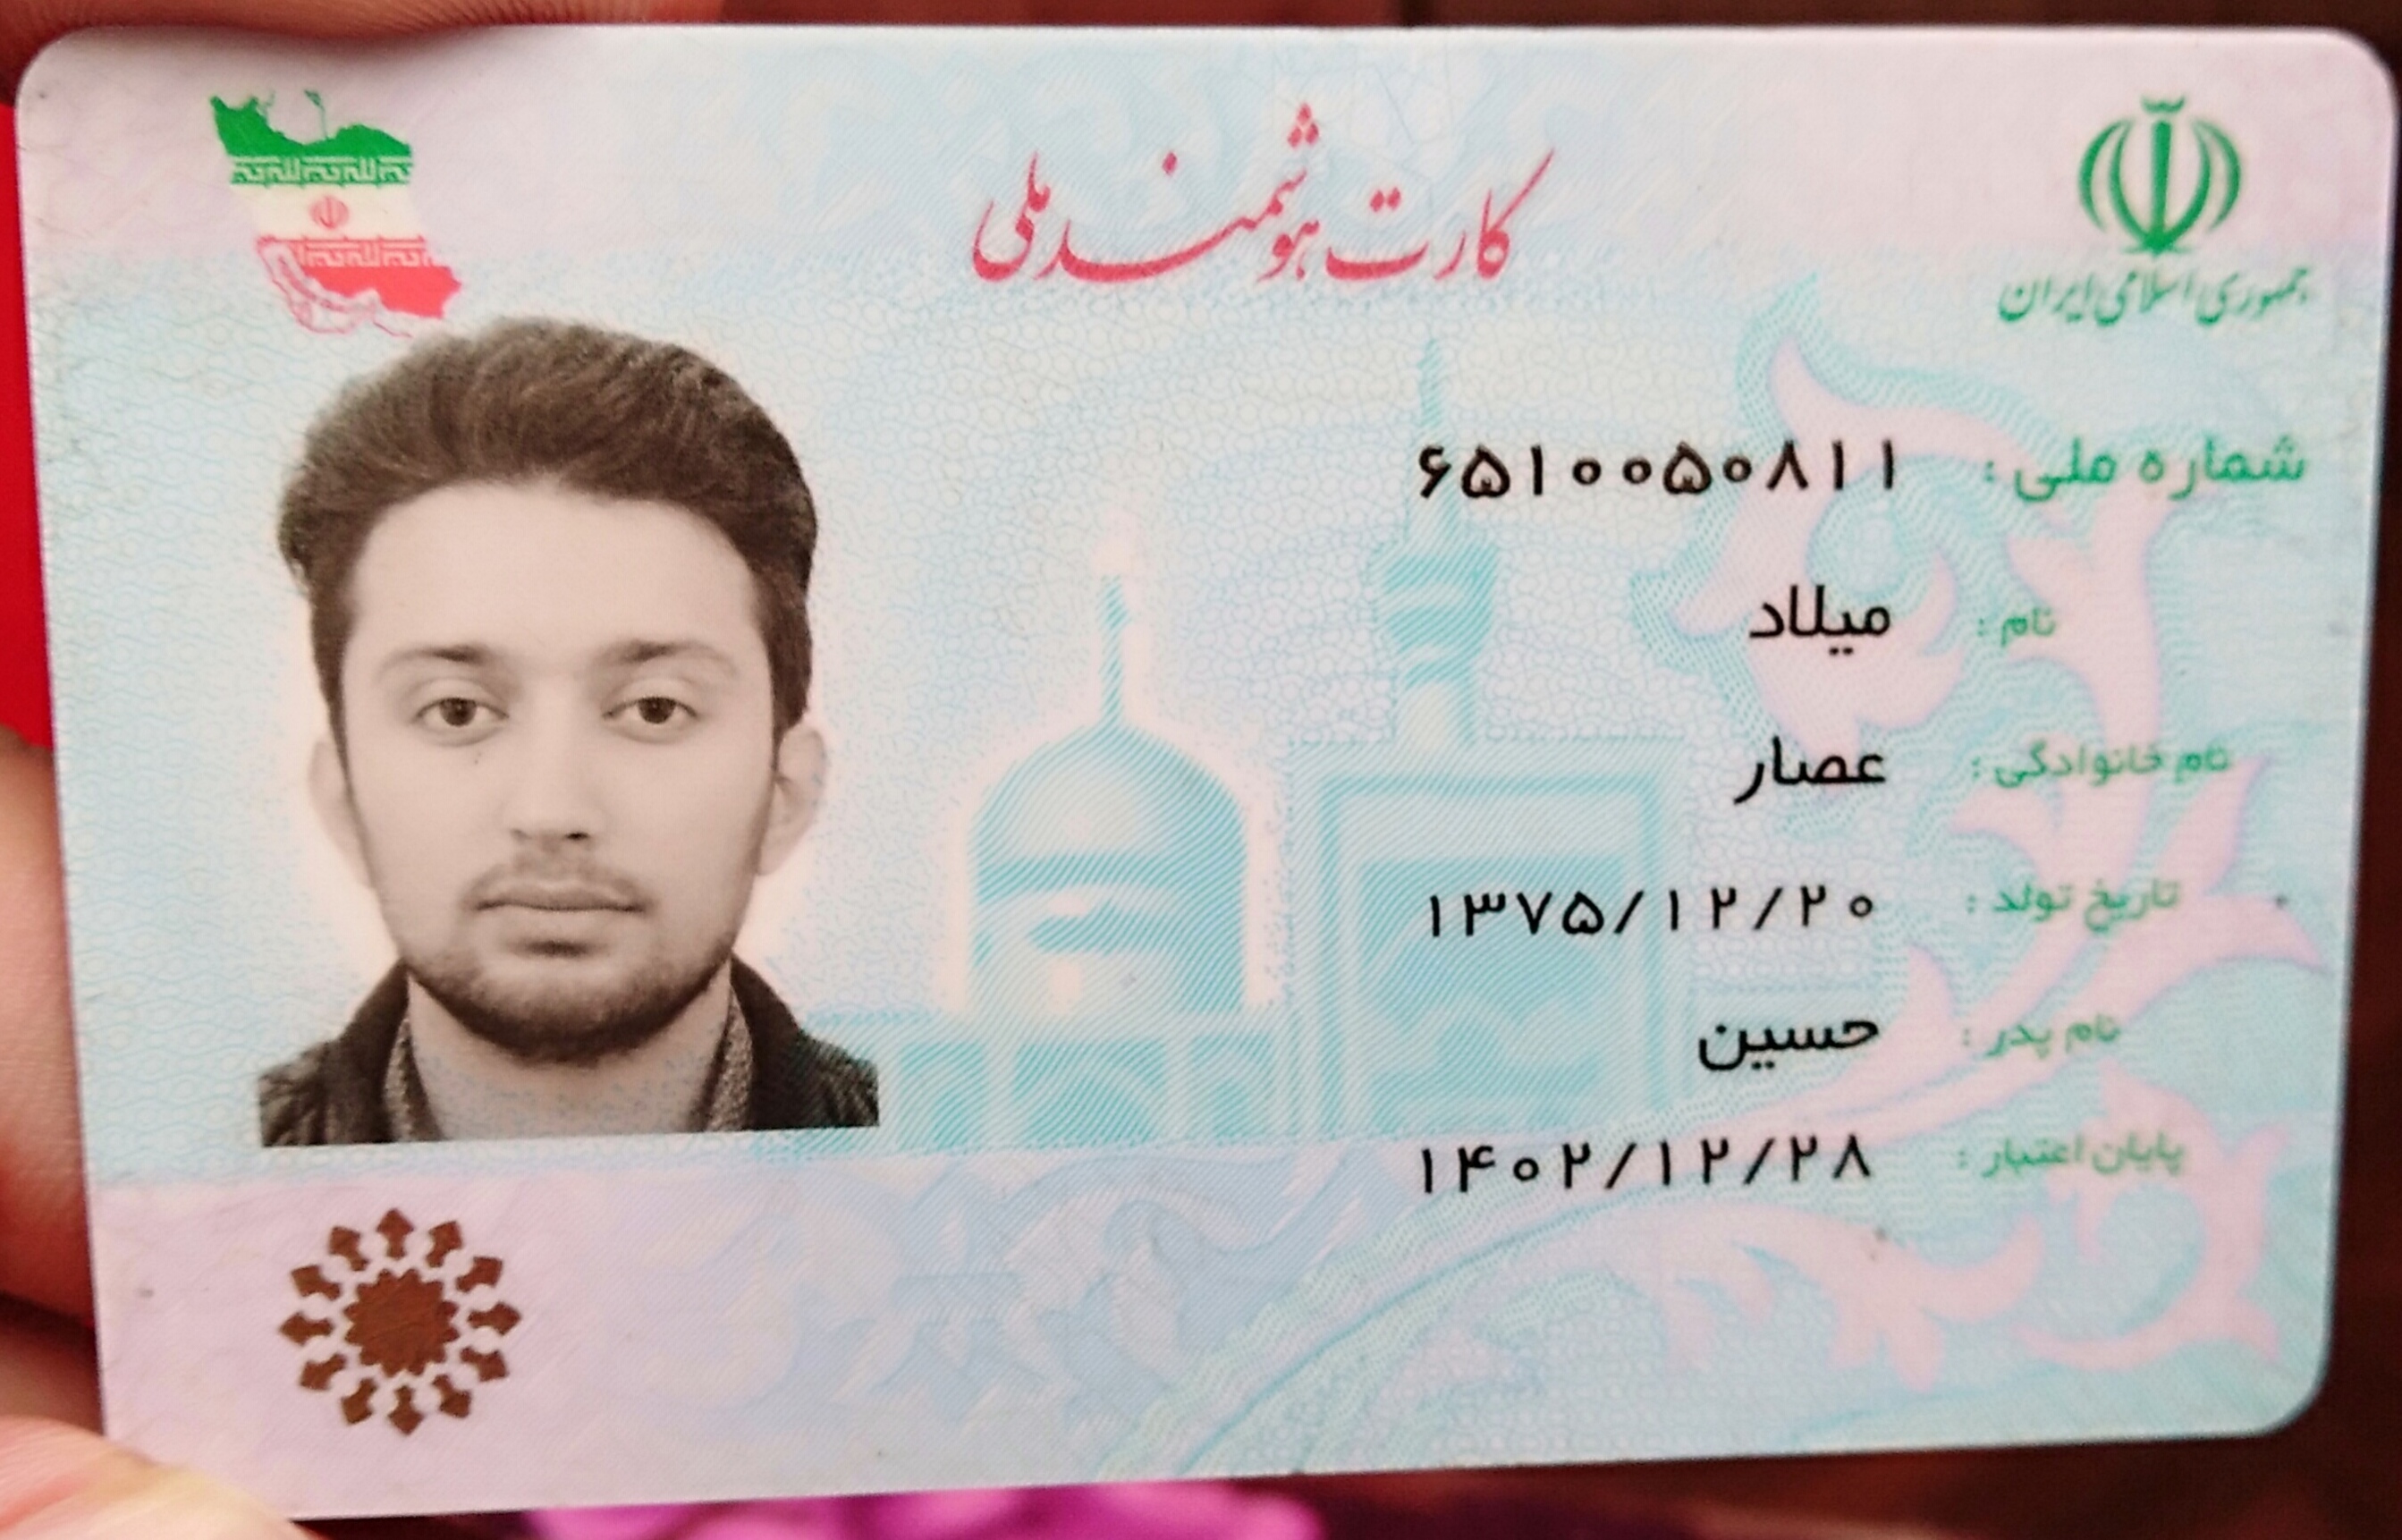 کارت هوشمند ملی
جمهوری اسلامی ایران
شماره ملی : ۶۵۱۰۰۵۰۸۱۱
نام : میلاد
نام خانوادگی : عصار
تاریخ تولد : ۱۳۷۵/۱۲/۲۰
نام پدر : حسین
پایان اعتبار : ۱۴۰۲/۱۲/۲۸